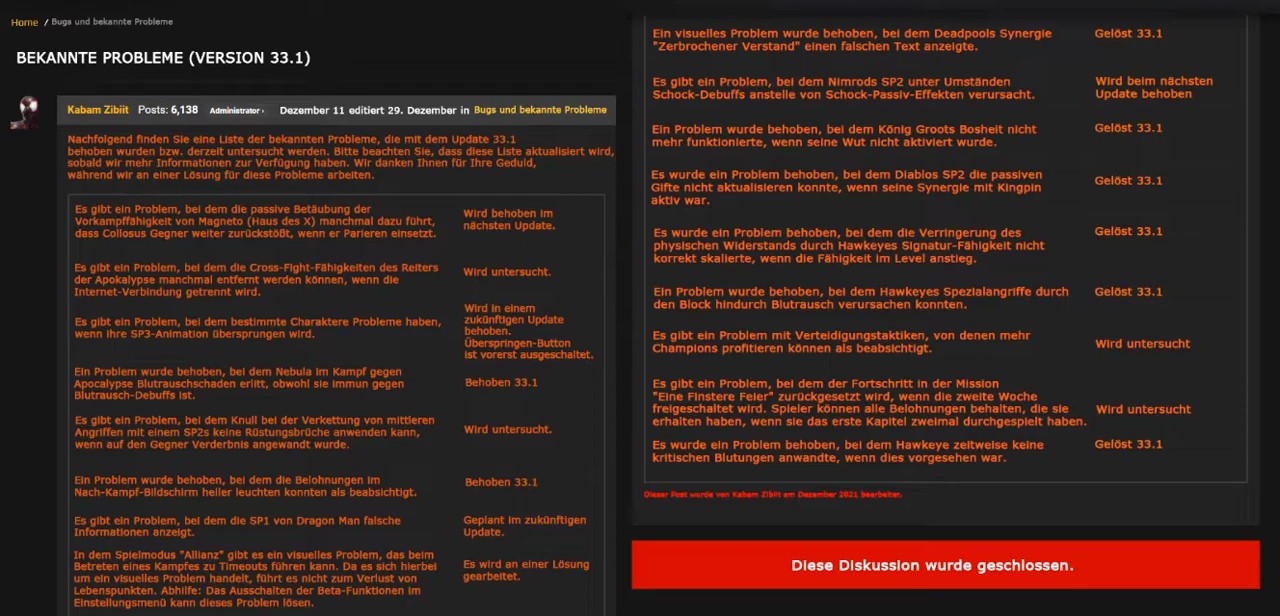 Home / Bugs und bekannte Probleme
BEKANNTE PROBLEME (VERSION 33.1)
Kabam Zibiit Posts: 6,138 Administrator › Dezember 11 editiert 29. Dezember in Bugs und bekannte Probleme
Nachfolgend finden Sie eine Liste der bekannten Probleme, die mit dem Update 33.1
behoben wurden bzw. derzeit untersucht werden. Bitte beachten Sie, dass diese Liste aktualisiert wird,
sobald wir mehr Informationen zur Verfügung haben. Wir danken Ihnen für Ihre Geduld,
während wir an einer Lösung für diese Probleme arbeiten.
Es gibt ein Problem, bei dem die passive Betäubung der
Vorkampffähigkeit von Magneto (Haus des X) manchmal dazu führt,
dass Collosus Gegner weiter zurückstößt, wenn er Parieren einsetzt.
Wird behoben im
nächsten Update.
Es gibt ein Problem, bei dem die Cross-Fight-Fähigkeiten des Reiters
der Apokalypse manchmal entfernt werden können, wenn die
Internet-Verbindung getrennt wird.
Wird untersucht.
Es gibt ein Problem, bei dem bestimmte Charaktere Probleme haben,
wenn ihre SP3-Animation übersprungen wird.
Wird in einem
zukünftigen Update
behoben.
Überspringen-Button
ist vorerst ausgeschaltet.
Ein Problem wurde behoben, bei dem Nebula im Kampf gegen
Apocalypse Blutrauschschaden erlitt, obwohl sie immun gegen
Blutrausch-Debuffs ist.
Behoben 33.1
Es gibt ein Problem, bei dem Knull bei der Verkettung von mittleren
Angriffen mit einem SP2s keine Rüstungsbrüche anwenden kann,
wenn auf den Gegner Verderbnis angewandt wurde.
Wird untersucht.
Ein Problem wurde behoben, bei dem die Belohnungen im
Nach-Kampf-Bildschirm heller leuchten konnten als beabsichtigt.
Behoben 33.1
Es gibt ein Problem, bei dem die SP1 von Dragon Man falsche
Informationen anzeigt.
Geplant im zukünftigen
Update.
In dem Spielmodus "Allianz" gibt es ein visuelles Problem, das beim
Betreten eines Kampfes zu Timeouts führen kann. Da es sich hierbei
um ein visuelles Problem handelt, führt es nicht zum Verlust von
Lebenspunkten. Abhilfe: Das Ausschalten der Beta-Funktionen im
Einstellungsmenü kann dieses Problem lösen.
Es wird an einer Lösung
gearbeitet.
Ein visuelles Problem wurde behoben, bei dem Deadpools Synergie
"Zerbrochener Verstand" einen falschen Text anzeigte.
Gelöst 33.1
Es gibt ein Problem, bei dem Nimrods SP2 unter Umständen
Schock-Debuffs anstelle von Schock-Passiv-Effekten verursacht.
Wird beim nächsten
Update behoben
Ein Problem wurde behoben, bei dem König Groots Bosheit nicht
mehr funktionierte, wenn seine Wut nicht aktiviert wurde.
Gelöst 33.1
Es wurde ein Problem behoben, bei dem Diablos SP2 die passiven
Gifte nicht aktualisieren konnte, wenn seine Synergie mit Kingpin
aktiv war.
Gelöst 33.1
Es wurde ein Problem behoben, bei dem die Verringerung des
physischen Widerstands durch Hawkeyes Signatur-Fähigkeit nicht
korrekt skalierte, wenn die Fähigkeit im Level anstieg.
Gelöst 33.1
Ein Problem wurde behoben, bei dem Hawkeyes Spezialangriffe durch
den Block hindurch Blutrausch verursachen konnten.
Gelöst 33.1
Es gibt ein Problem mit Verteidigungstaktiken, von denen mehr
Champions profitieren können als beabsichtigt.
Wird untersucht
Es gibt ein Problem, bei dem der Fortschritt in der Mission
"Eine Finstere Feier" zurückgesetzt wird, wenn die zweite Woche
freigeschaltet wird. Spieler können alle Belohnungen behalten, die sie
erhalten haben, wenn sie das erste Kapitel zweimal durchgespielt haben.
Wird untersucht
Es wurde ein Problem behoben, bei dem Hawkeye zeitweise keine
kritischen Blutungen anwandte, wenn dies vorgesehen war.
Gelöst 33.1
Dieser Post wurde von Kabam Zibiit am Dezember 2021 bearbeitet.
Diese Diskussion wurde geschlossen.